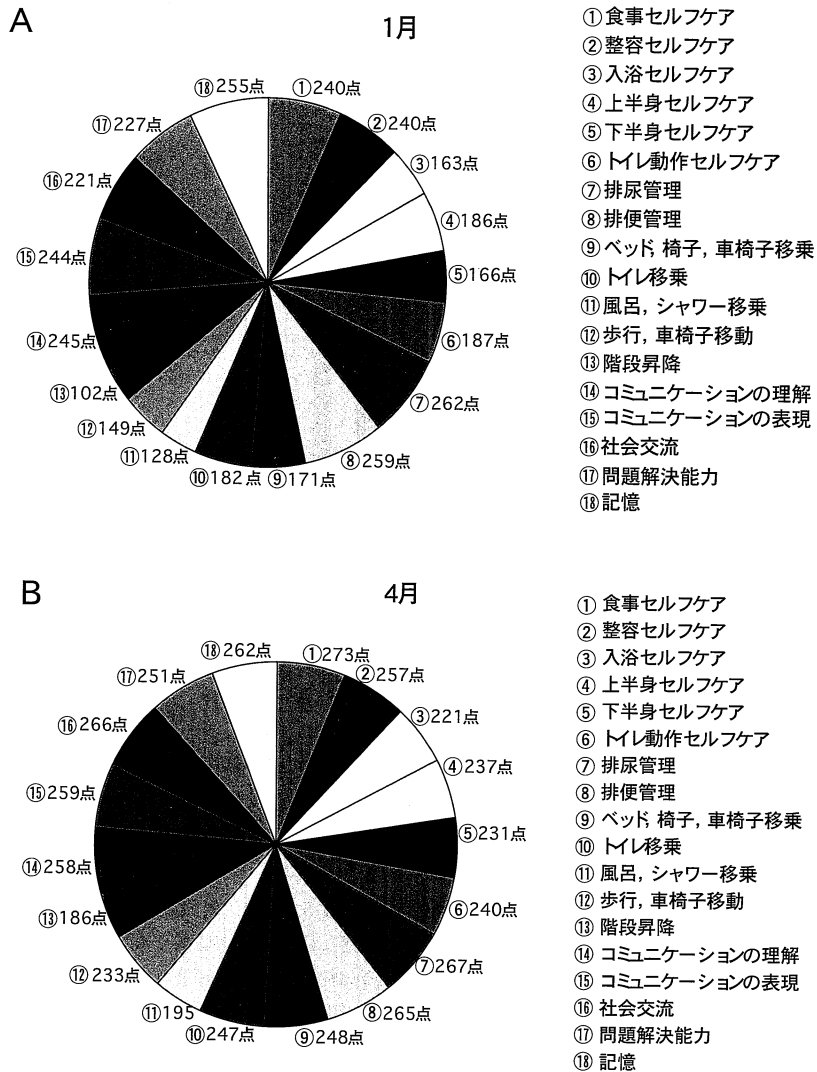 A
1月
①240点
②240点
③163点
④186点
⑤166点
⑥187点
⑦262点
⑧259点
⑨171点
⑩182点
⑪128点
⑫149点
⑬102点
⑭245点
⑮244点
⑯221点
⑰227点
⑱255点
①食事セルフケア
②整容セルフケア
③入浴セルフケア
④上半身セルフケア
⑤下半身セルフケア
⑥トイレ動作セルフケア
⑦排尿管理
⑧排便管理
⑨ベッド, 椅子, 車椅子移乗
⑩トイレ移乗
⑪風呂, シャワー移乗
⑫歩行, 車椅子移動
⑬階段昇降
⑭コミュニケーションの理解
⑮コミュニケーションの表現
⑯社会交流
⑰問題解決能力
⑱記憶
B
4月
①273点
②257点
③221点
④237点
⑤231点
⑥240点
⑦267点
⑧265点
⑨248点
⑩247点
⑪195
⑫233点
⑬186点
⑭258点
⑮259点
⑯266点
⑰251点
⑱262点
① 食事セルフケア
② 整容セルフケア
③ 入浴セルフケア
④ 上半身セルフケア
⑤ 下半身セルフケア
⑥ トイレ動作セルフケア
⑦ 排尿管理
⑧ 排便管理
⑨ ベッド, 椅子, 車椅子移乗
⑩ トイレ移乗
⑪ 風呂, シャワー移乗
⑫ 歩行, 車椅子移動
⑬ 階段昇降
⑭ コミュニケーションの理解
⑮ コミュニケーションの表現
⑯ 社会交流
⑰ 問題解決能力
⑱ 記憶